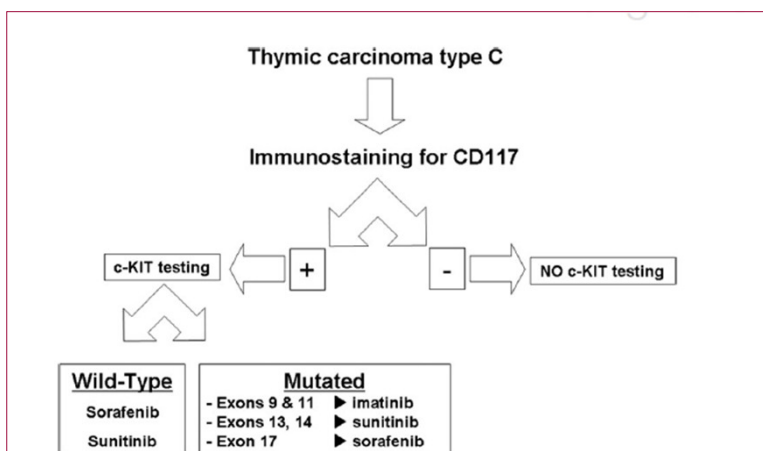 Thymic carcinoma type C
Immunostaining for CD117
c-KIT testing
+
-
NO c-KIT testing
Wild-Type
Sorafenib
Sunitinib
Mutated
- Exons 9 & 11 ▶ imatinib
- Exons 13, 14 ▶ sunitinib
- Exon 17 ▶ sorafenib